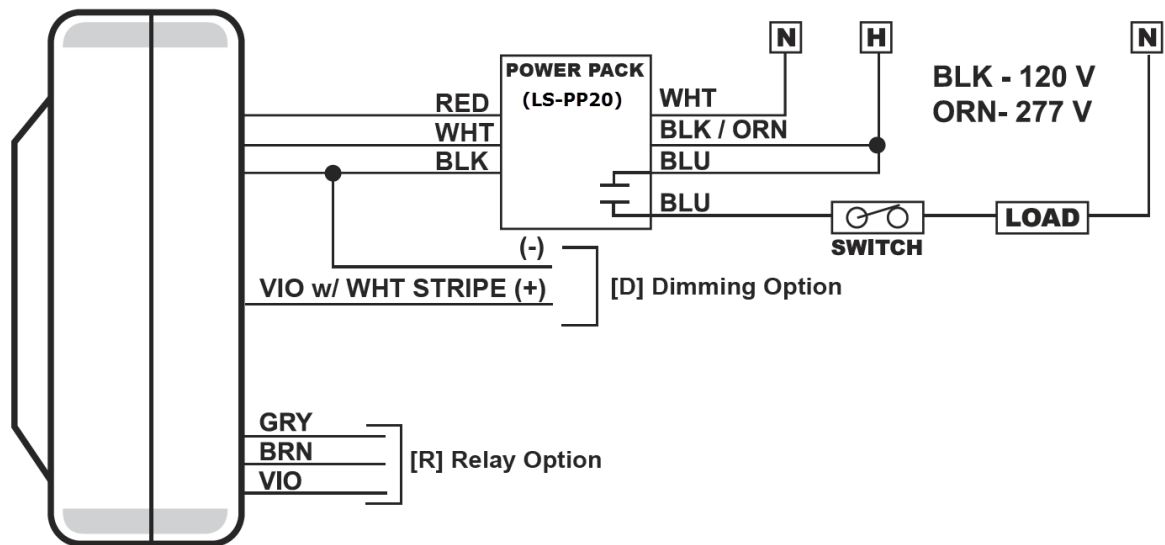 N
H
N
POWER PACK
(LS-PP20)
BLK - 120 V
ORN- 277 V
RED
WHT
BLK
WHT
BLK / ORN
BLU
BLU
SWITCH
LOAD
(-)
VIO w/ WHT STRIPE (+)
[D] Dimming Option
GRY
BRN
VIO
[R] Relay Option